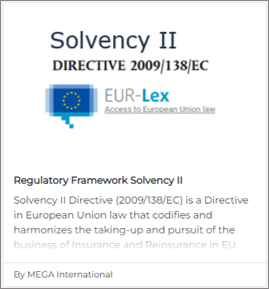 Solvency II
DIRECTIVE 2009/138/EC
EUR-Lex
Access to European Union law
Regulatory Framework Solvency II
Solvency II Directive (2009/138/EC) is a Directive
in European Union law that codifies and
harmonizes the taking-up and pursuit of the
business of Insurance and Reinsurance in EU.
By MEGA International